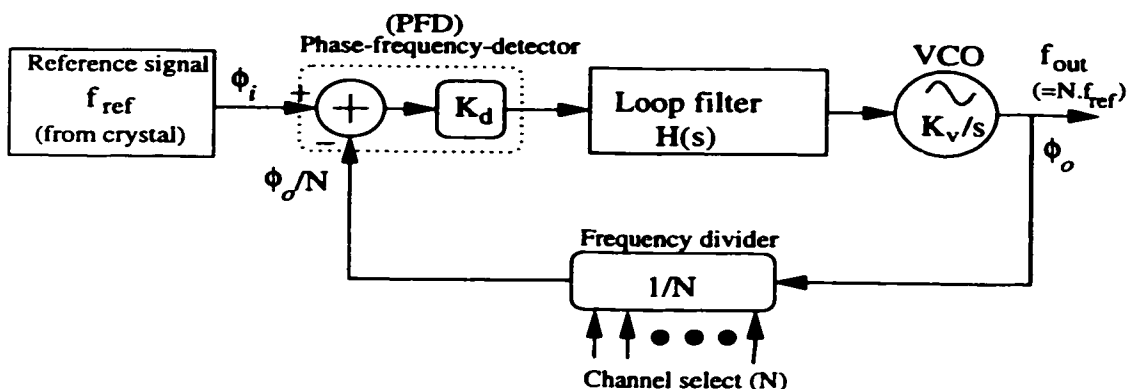 (PFD)
Phase-frequency-detector
Reference signal
f_ref
(from crystal)
ϕ_i
+
+
−
K_d
Loop filter
H(s)
VCO
K_v/s
f_out
(=N.f_ref)
ϕ_o
ϕ_o/N
Frequency divider
1/N
Channel select (N)